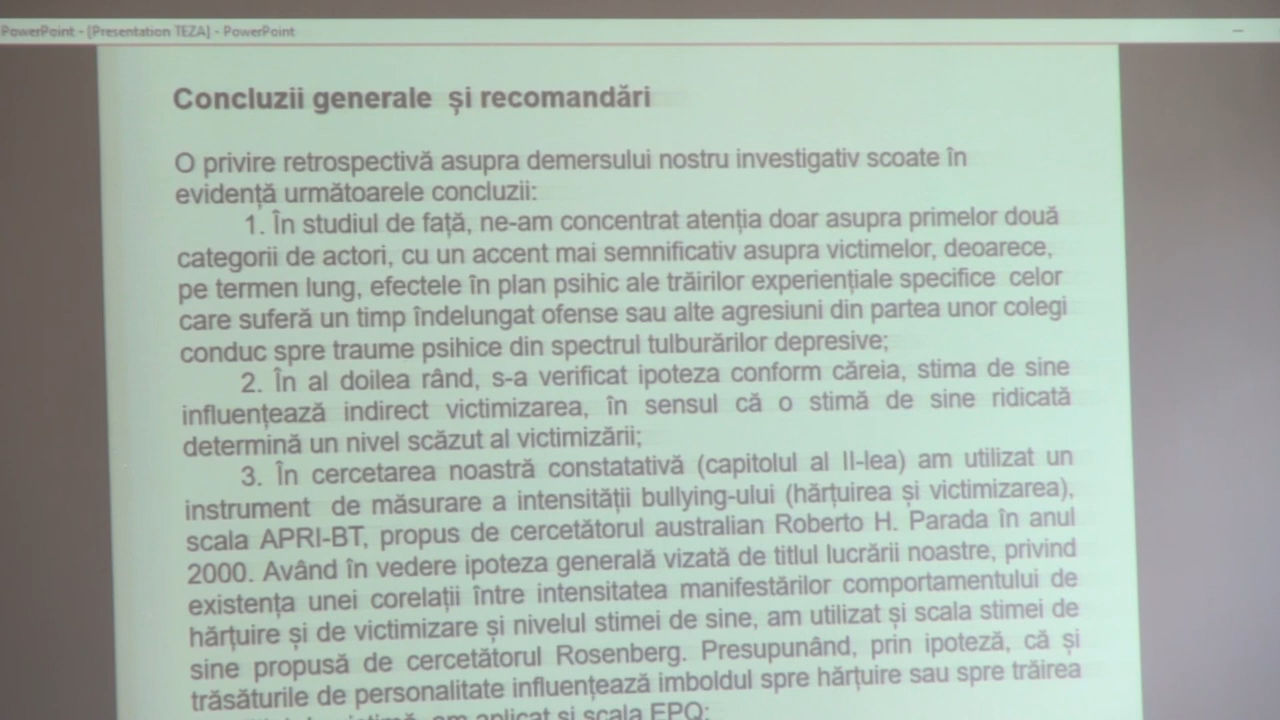 PowerPoint - [Presentation TEZA] - PowerPoint
Concluzii generale și recomandări
O privire retrospectivă asupra demersului nostru investigativ scoate în
evidență următoarele concluzii:
1. În studiul de față, ne-am concentrat atenția doar asupra primelor două
categorii de actori, cu un accent mai semnificativ asupra victimelor, deoarece,
pe termen lung, efectele în plan psihic ale trăirilor experiențiale specifice celor
care suferă un timp îndelungat ofense sau alte agresiuni din partea unor colegi
conduc spre traume psihice din spectrul tulburărilor depresive;
2. În al doilea rând, s-a verificat ipoteza conform căreia, stima de sine
influențează indirect victimizarea, în sensul că o stimă de sine ridicată
determină un nivel scăzut al victimizării;
3. În cercetarea noastră constatativă (capitolul al II-lea) am utilizat un
instrument de măsurare a intensității bullying-ului (hărțuirea și victimizarea),
scala APRI-BT, propus de cercetătorul australian Roberto H. Parada în anul
2000. Având în vedere ipoteza generală vizată de titlul lucrării noastre, privind
existența unei corelații între intensitatea manifestărilor comportamentului de
hărțuire și de victimizare și nivelul stimei de sine, am utilizat și scala stimei de
sine propusă de cercetătorul Rosenberg. Presupunând, prin ipoteză, că și
trăsăturile de personalitate influențează imboldul spre hărțuire sau spre trăirea
am aplicat și scala EPQ;